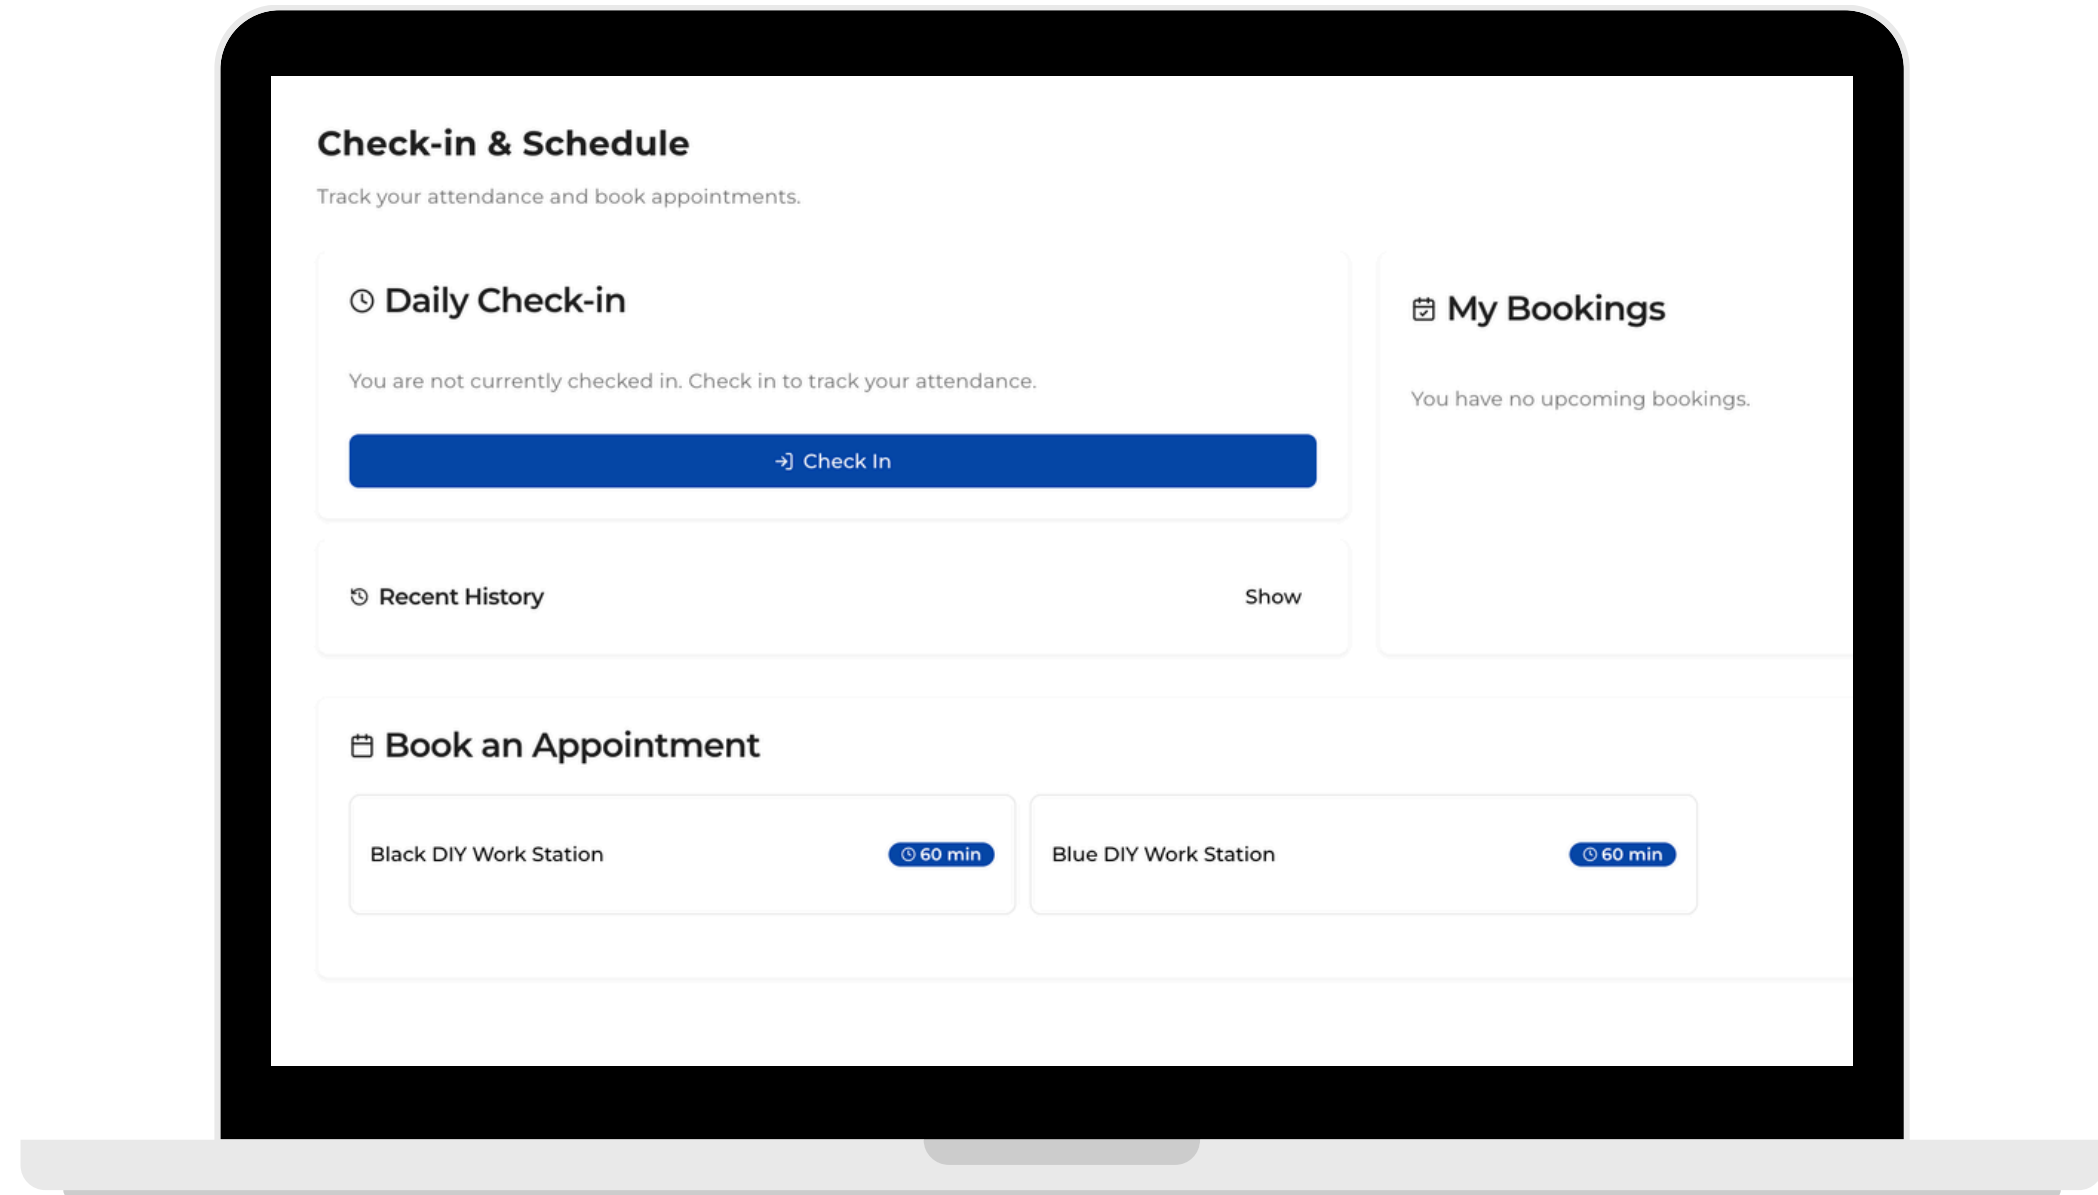 Check-in & Schedule
Track your attendance and book appointments.
Daily Check-in
You are not currently checked in. Check in to track your attendance.
Check In
Recent History
Show
My Bookings
You have no upcoming bookings.
Book an Appointment
Black DIY Work Station
60 min
Blue DIY Work Station
60 min